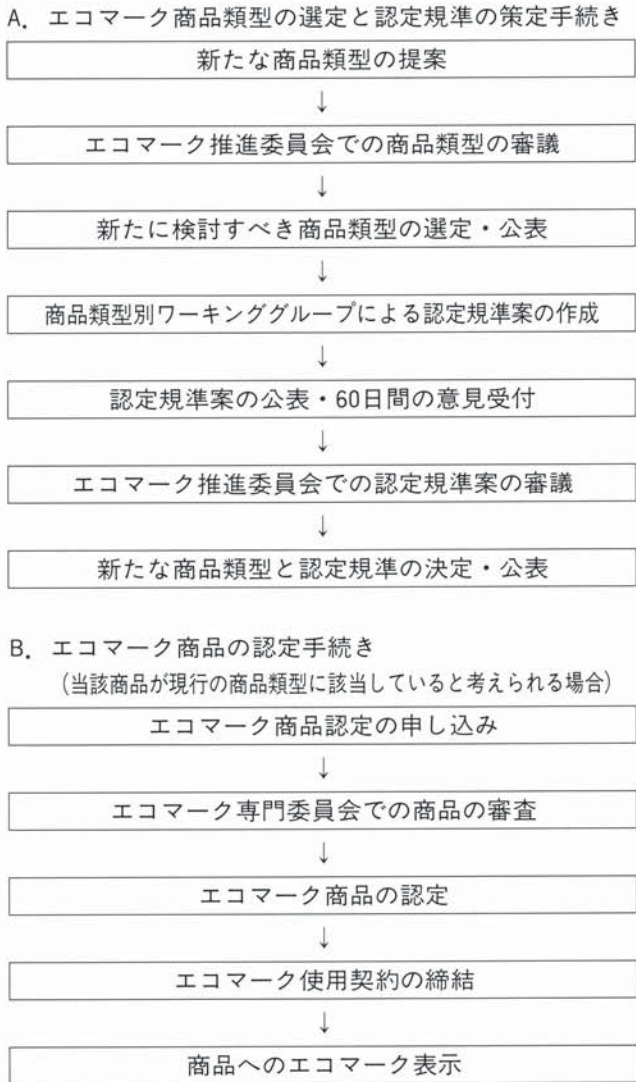 A. エコマーク商品類型の選定と認定規準の策定手続き
新たな商品類型の提案
↓
エコマーク推進委員会での商品類型の審議
↓
新たに検討すべき商品類型の選定・公表
↓
商品類型別ワーキンググループによる認定規準案の作成
↓
認定規準案の公表・60日間の意見受付
↓
エコマーク推進委員会での認定規準案の審議
↓
新たな商品類型と認定規準の決定・公表
B. エコマーク商品の認定手続き
(当該商品が現行の商品類型に該当していると考えられる場合)
エコマーク商品認定の申し込み
↓
エコマーク専門委員会での商品の審査
↓
エコマーク商品の認定
↓
エコマーク使用契約の締結
↓
商品へのエコマーク表示